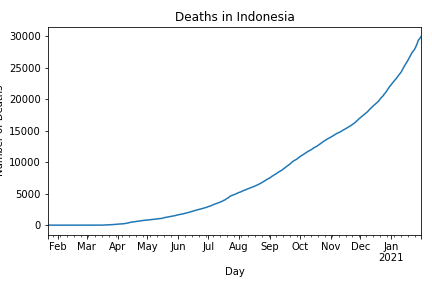 Deaths in Indonesia
30000
25000
20000
15000
10000
5000
0
Number of Deaths
Feb Mar Apr May Jun Jul Aug Sep Oct Nov Dec Jan
2021
Day